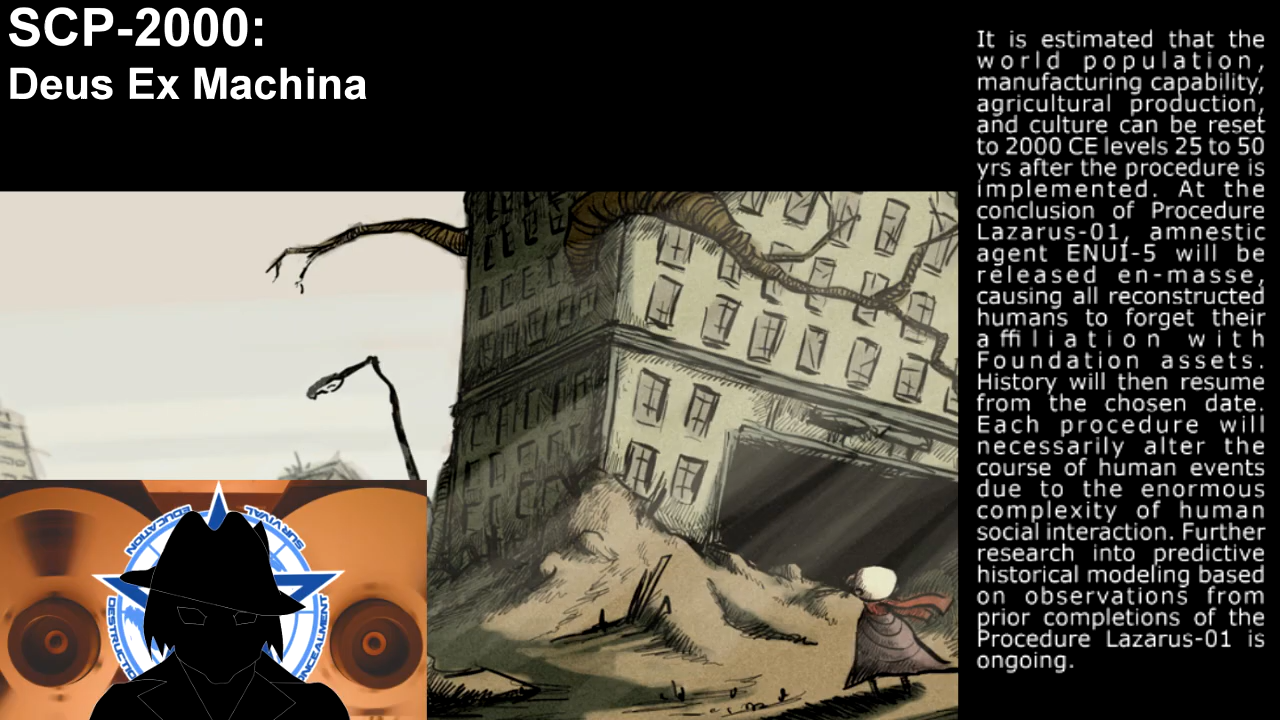 SCP-2000:
Deus Ex Machina
It is estimated that the
world population,
manufacturing capability,
agricultural production,
and culture can be reset
to 2000 CE levels 25 to 50
yrs after the procedure is
implemented. At the
conclusion of Procedure
Lazarus-01, amnestic
agent ENUI-5 will be
released en-masse,
causing all reconstructed
humans to forget their
affiliation with
Foundation assets.
History will then resume
from the chosen date.
Each procedure will
necessarily alter the
course of human events
due to the enormous
complexity of human
social interaction. Further
research into predictive
historical modeling based
on observations from
prior completions of the
Procedure Lazarus-01 is
ongoing.
EDUCATION
SURVIVAL